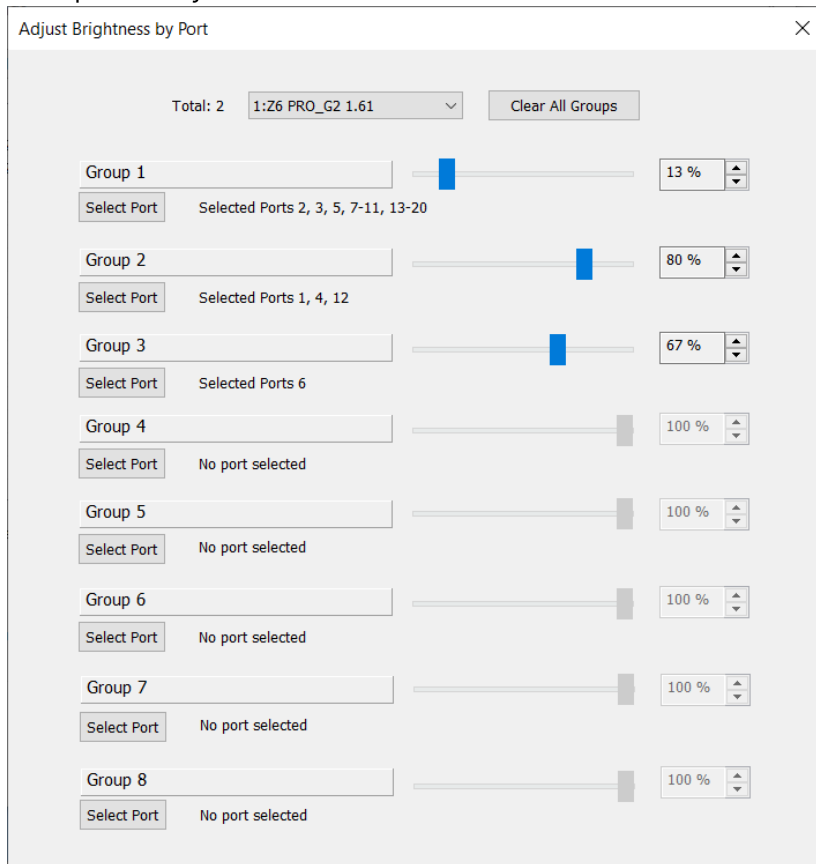 Adjust Brightness by Port
Total: 2 1:Z6 PRO_G2 1.61 Clear All Groups
Group 1 13 %
Select Port Selected Ports 2, 3, 5, 7-11, 13-20
Group 2 80 %
Select Port Selected Ports 1, 4, 12
Group 3 67 %
Select Port Selected Ports 6
Group 4 100 %
Select Port No port selected
Group 5 100 %
Select Port No port selected
Group 6 100 %
Select Port No port selected
Group 7 100 %
Select Port No port selected
Group 8 100 %
Select Port No port selected